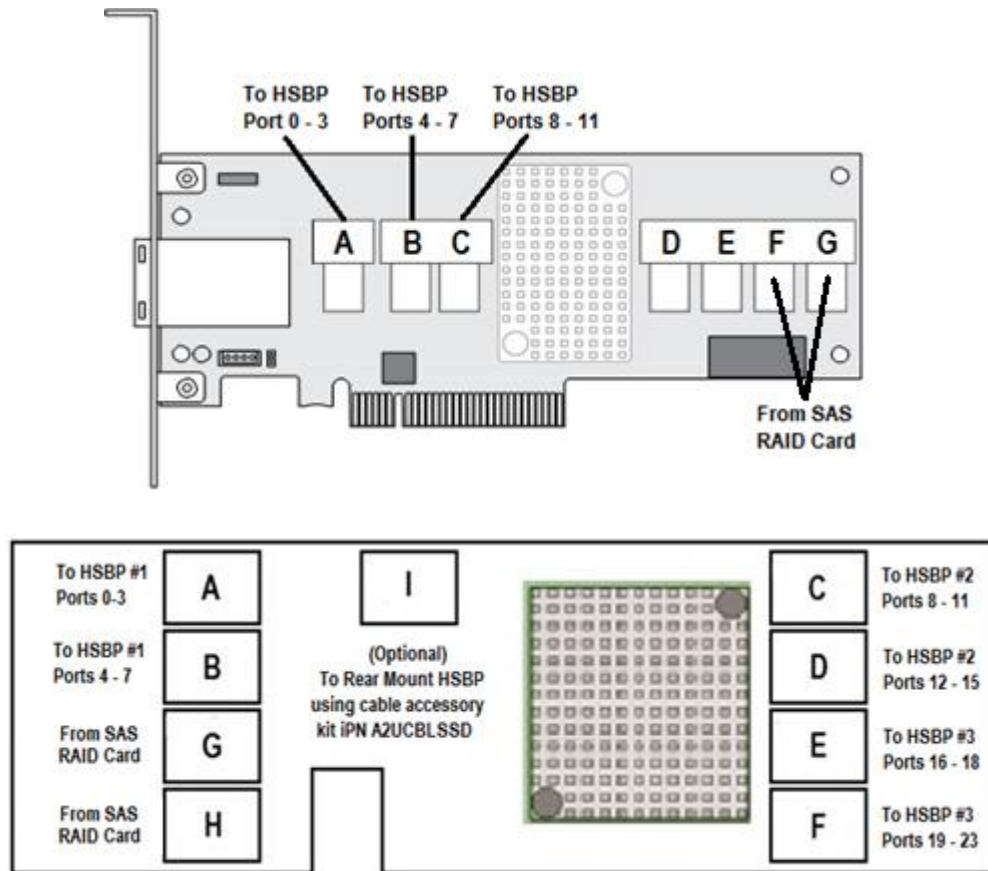 To HSBP
Port 0 - 3
To HSBP
Ports 4 - 7
To HSBP
Ports 8 - 11
A
B
C
D
E
F
G
From SAS
RAID Card
To HSBP #1
Ports 0-3
A
To HSBP #1
Ports 4 - 7
B
From SAS
RAID Card
G
From SAS
RAID Card
H
I
(Optional)
To Rear Mount HSBP
using cable accessory
kit iPN A2UCBLSSD
C
To HSBP #2
Ports 8 - 11
D
To HSBP #2
Ports 12 - 15
E
To HSBP #3
Ports 16 - 18
F
To HSBP #3
Ports 19 - 23